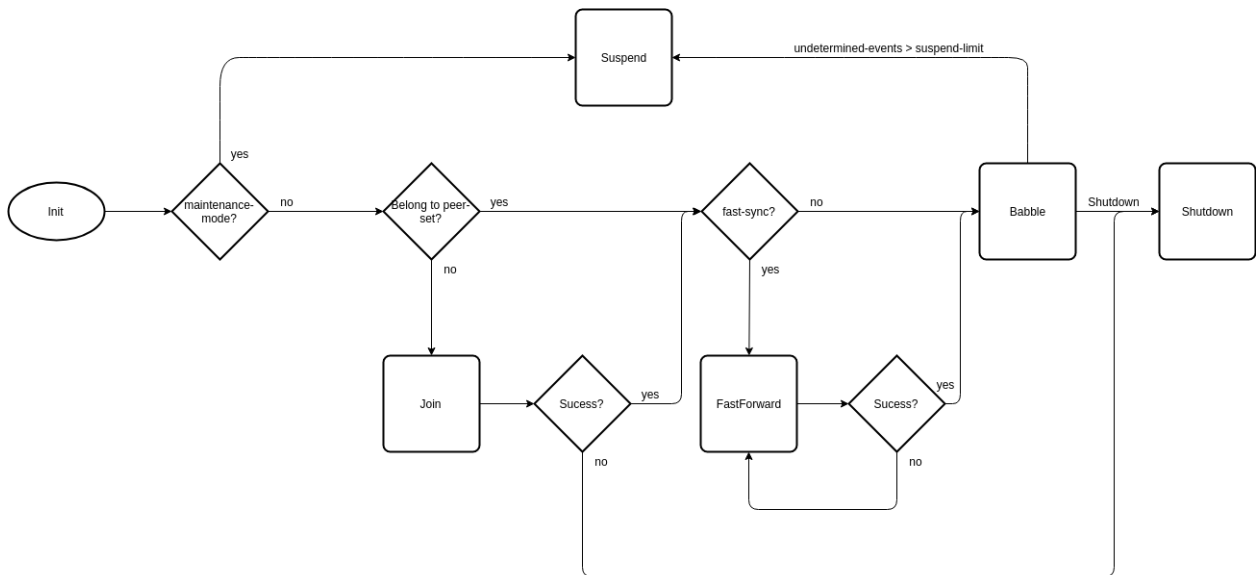 Suspend
undetermined-events > suspend-limit
yes
Init
maintenance-
mode?
no
Belong to peer-
set?
yes
fast-sync?
no
Babble
Shutdown
Shutdown
no
yes
Join
Sucess?
yes
FastForward
Sucess?
yes
no
no